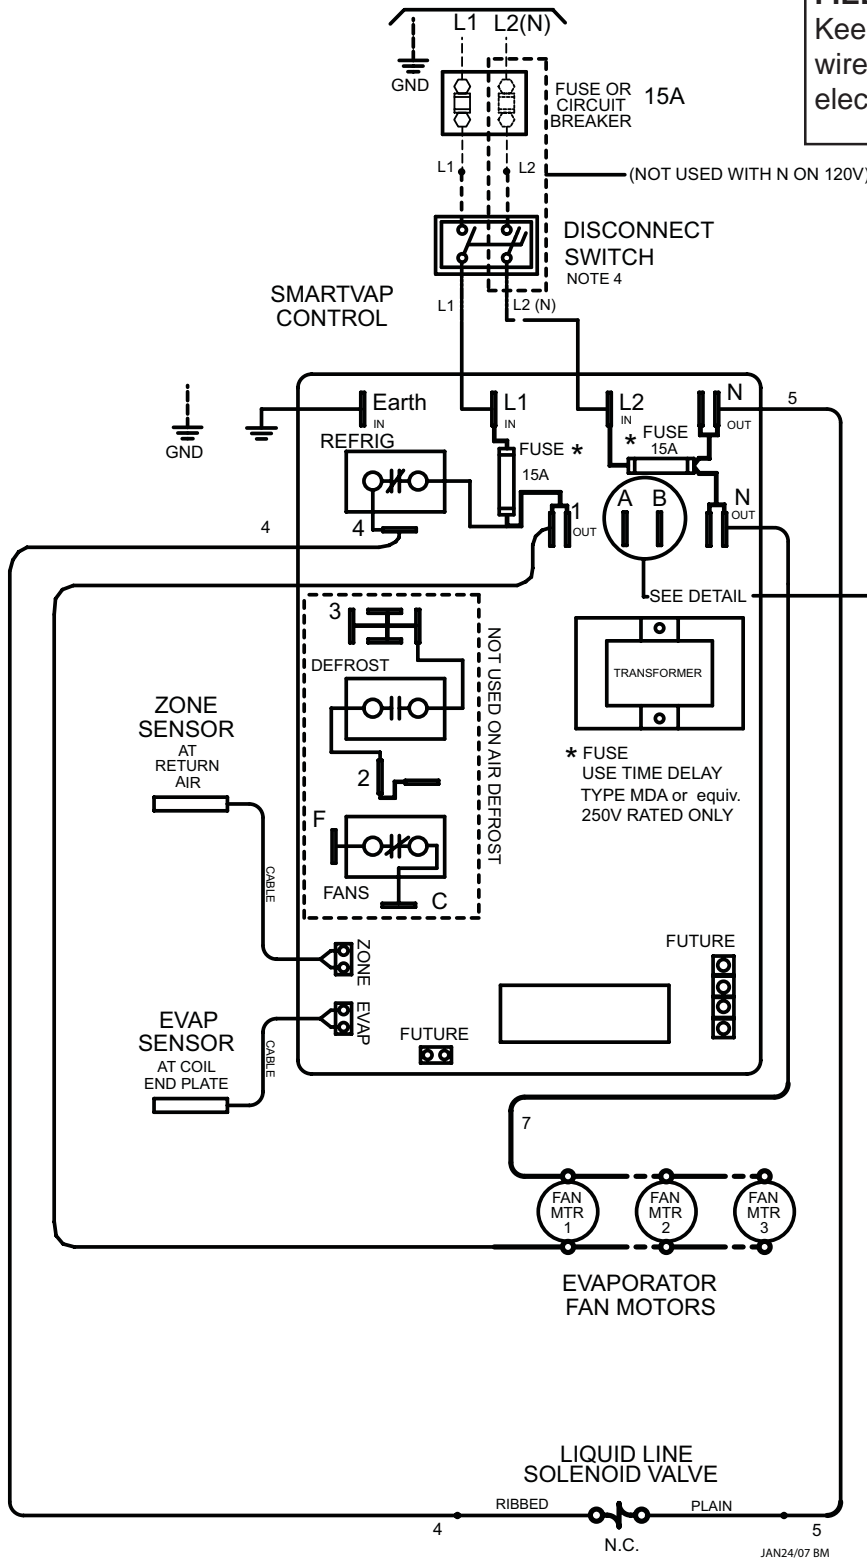 L1 L2(N)
GND
FUSE OR
CIRCUIT
BREAKER
15A
Kee
wire
elec
L1
L2
(NOT USED WITH N ON 120V)
DISCONNECT
SWITCH
NOTE 4
SMARTVAP
CONTROL
L1
L2 (N)
GND
Earth
IN
L1
IN
L2
IN
N
OUT
5
REFRIG
FUSE *
15A
* FUSE
15A
4
4
1
OUT
A B
N
OUT
SEE DETAIL
3
DEFROST
2
F
FANS
C
NOT USED ON AIR DEFROST
TRANSFORMER
* FUSE
USE TIME DELAY
TYPE MDA or equiv.
250V RATED ONLY
ZONE
SENSOR
AT
RETURN
AIR
CABLE
ZONE
EVAP
SENSOR
AT COIL
END PLATE
CABLE
EVAP
FUTURE
FUTURE
7
FAN
MTR
1
FAN
MTR
2
FAN
MTR
3
EVAPORATOR
FAN MOTORS
LIQUID LINE
SOLENOID VALVE
RIBBED
PLAIN
4
N.C.
5
JAN24/07 BM